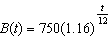 B(t) = 750(1.16)^(t/12)